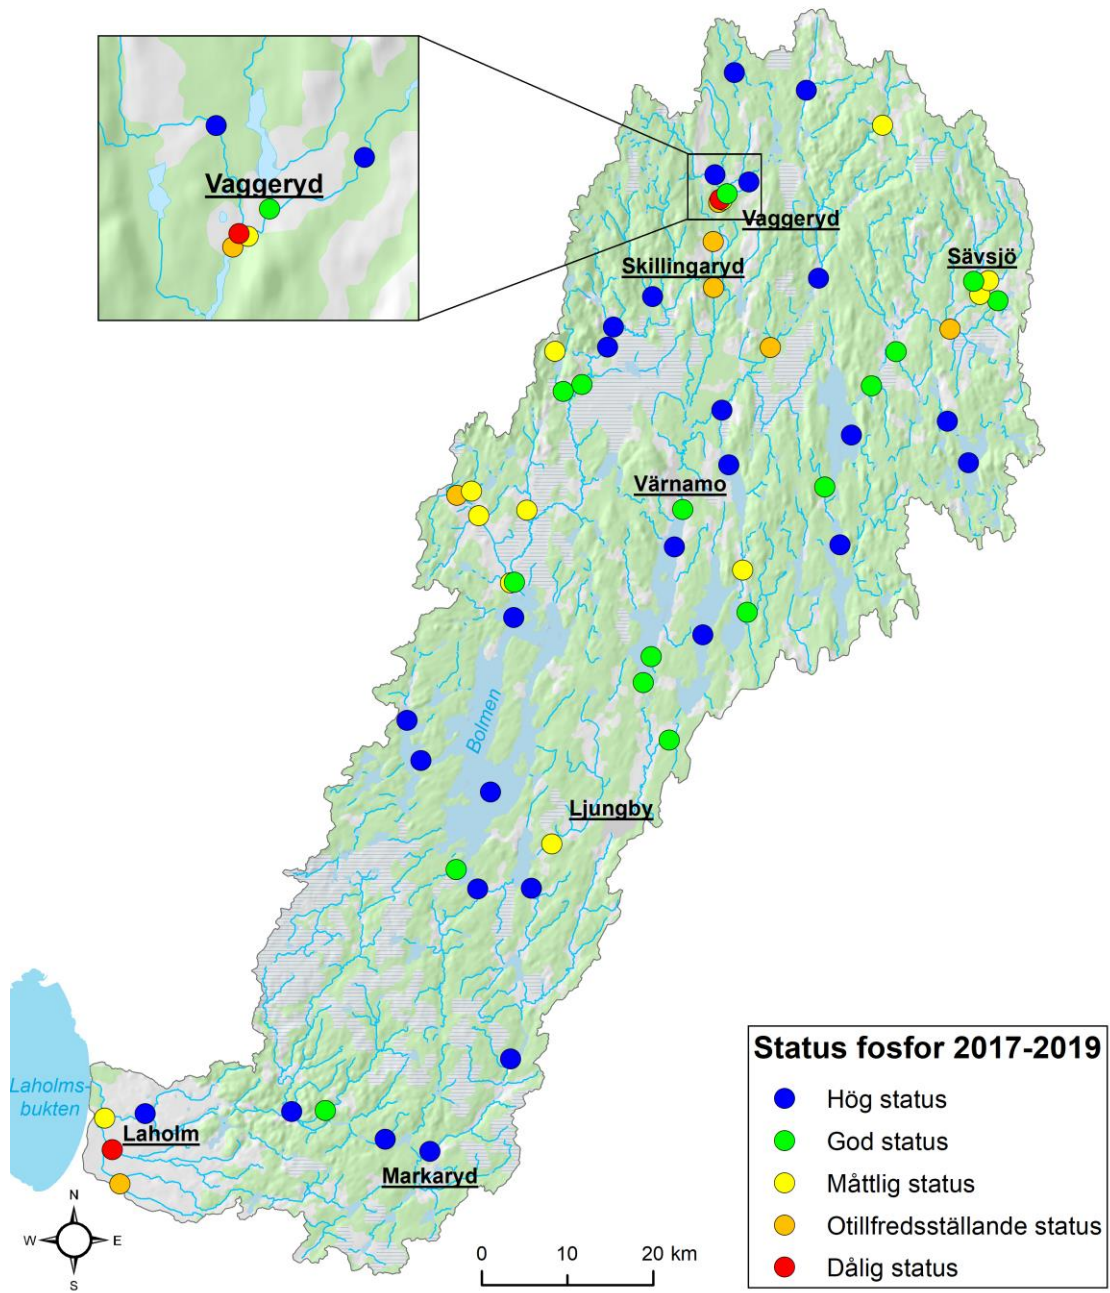 Vaggeryd
Vaggeryd
Skillingaryd
Sävsjö
Värnamo
Bolmen
Ljungby
Laholms-
bukten
Laholm
Markaryd
N
W
E
S
0 10 20 km
Status fosfor 2017-2019
Hög status
God status
Måttlig status
Otillfredsställande status
Dålig status